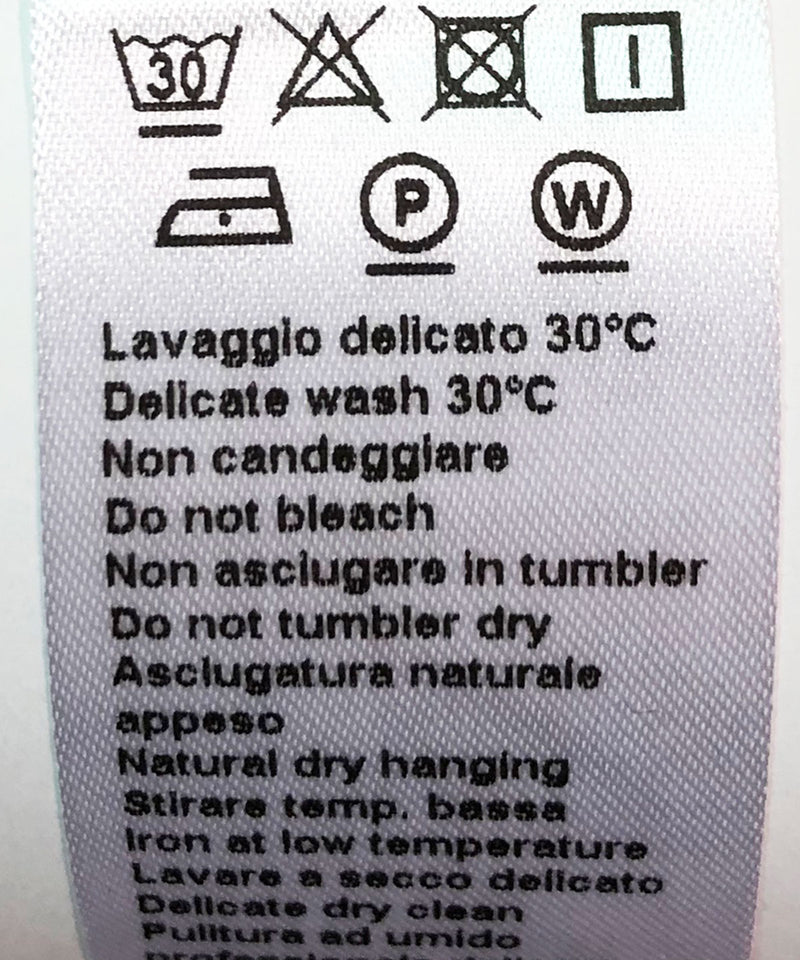 30
P W
Lavaggio delicato 30°C
Delicate wash 30°C
Non candeggiare
Do not bleach
Non asciugare in tumbler
Do not tumbler dry
Asciugatura naturale
appeso
Natural dry hanging
Stirare temp. bassa
Iron at low temperature
Lavare a secco delicato
Delicate dry clean
Pulitura ad umido